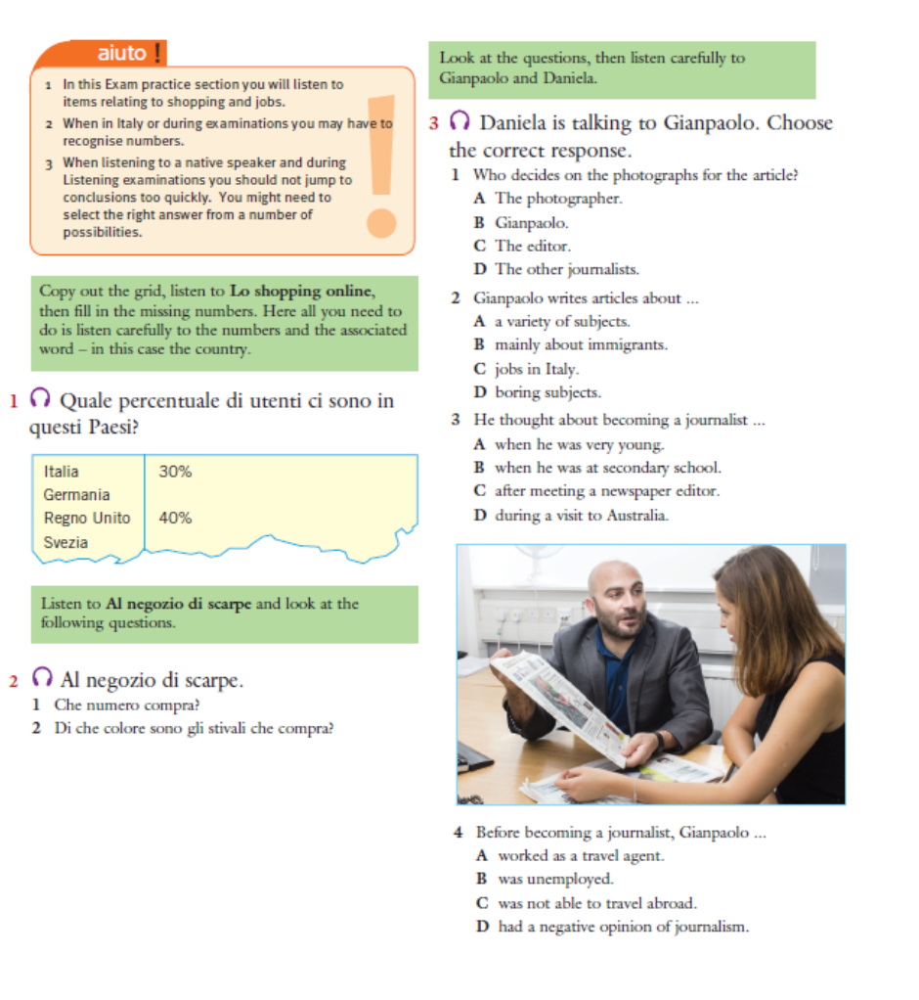 aiuto !
1 In this Exam practice section you will listen to
items relating to shopping and jobs.
2 When in Italy or during examinations you may have to
recognise numbers.
3 When listening to a native speaker and during
Listening examinations you should not jump to
conclusions too quickly. You might need to
select the right answer from a number of
possibilities.
Copy out the grid, listen to Lo shopping online,
then fill in the missing numbers. Here all you need to
do is listen carefully to the numbers and the associated
word – in this case the country.
1 Quale percentuale di utenti ci sono in
questi Paesi?
Italia 30%
Germania
Regno Unito 40%
Svezia
Listen to Al negozio di scarpe and look at the
following questions.
2 Al negozio di scarpe.
1 Che numero compra?
2 Di che colore sono gli stivali che compra?
Look at the questions, then listen carefully to
Gianpaolo and Daniela.
3 Daniela is talking to Gianpaolo. Choose
the correct response.
1 Who decides on the photographs for the article?
A The photographer.
B Gianpaolo.
C The editor.
D The other journalists.
2 Gianpaolo writes articles about ...
A a variety of subjects.
B mainly about immigrants.
C jobs in Italy.
D boring subjects.
3 He thought about becoming a journalist ...
A when he was very young.
B when he was at secondary school.
C after meeting a newspaper editor.
D during a visit to Australia.
4 Before becoming a journalist, Gianpaolo ...
A worked as a travel agent.
B was unemployed.
C was not able to travel abroad.
D had a negative opinion of journalism.